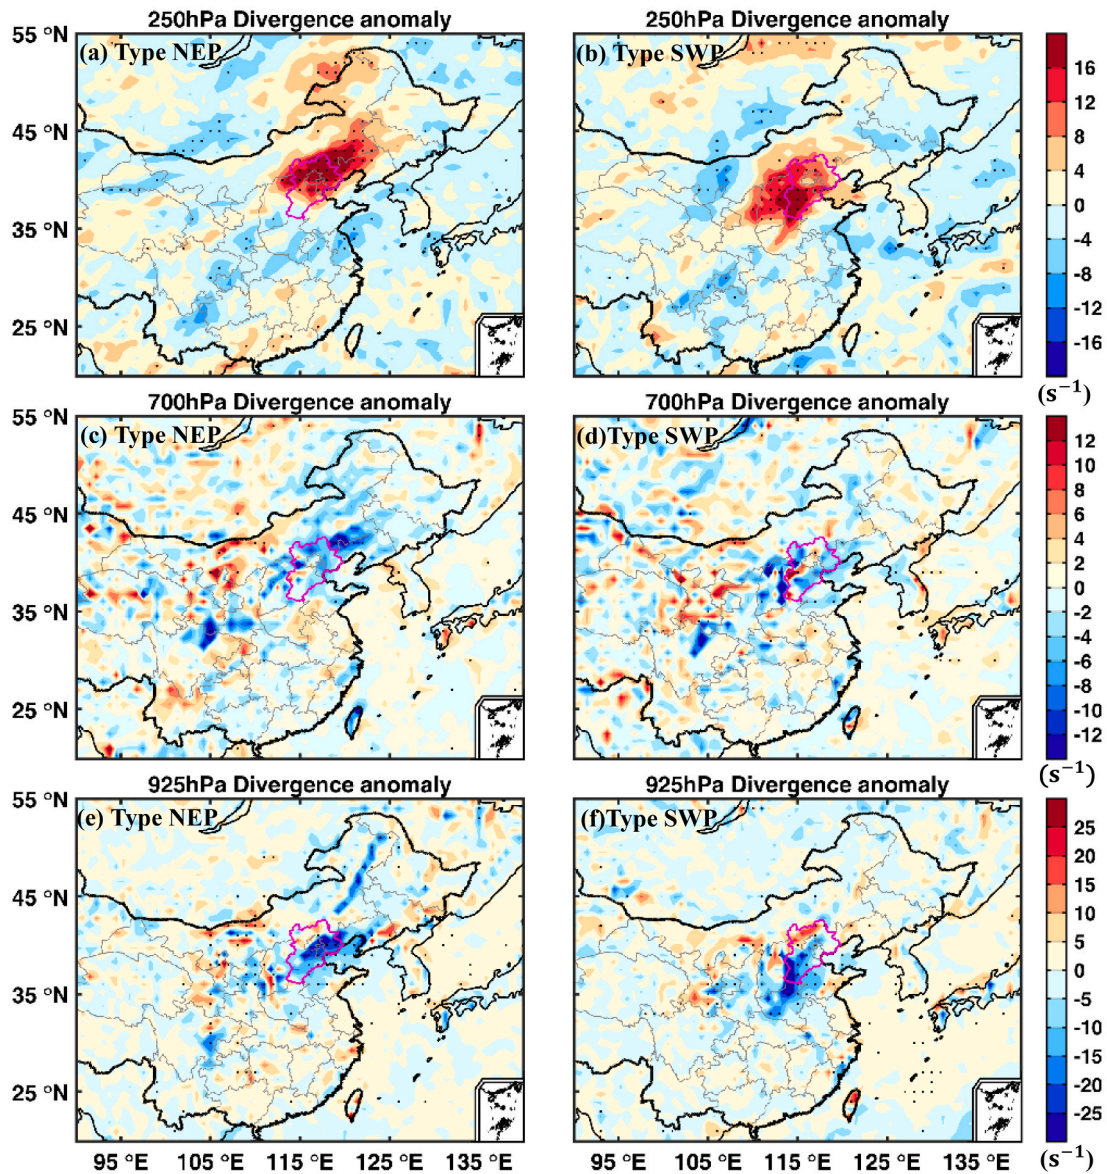 250hPa Divergence anomaly 250hPa Divergence anomaly
55 °N (a) Type NEP (b) Type SWP
45 °N
35 °N
25 °N
16
12
8
4
0
-4
-8
-12
-16
(s⁻¹)
700hPa Divergence anomaly 700hPa Divergence anomaly
55 °N (c) Type NEP (d)Type SWP
45 °N
35 °N
25 °N
12
10
8
6
4
2
0
-2
-4
-6
-8
-10
-12
(s⁻¹)
925hPa Divergence anomaly 925hPa Divergence anomaly
55 °N (e) Type NEP (f)Type SWP
45 °N
35 °N
25 °N
25
20
15
10
5
0
-5
-10
-15
-20
-25
95 °E 105 °E 115 °E 125 °E 135 °E 95 °E 105 °E 115 °E 125 °E 135 °E (s⁻¹)